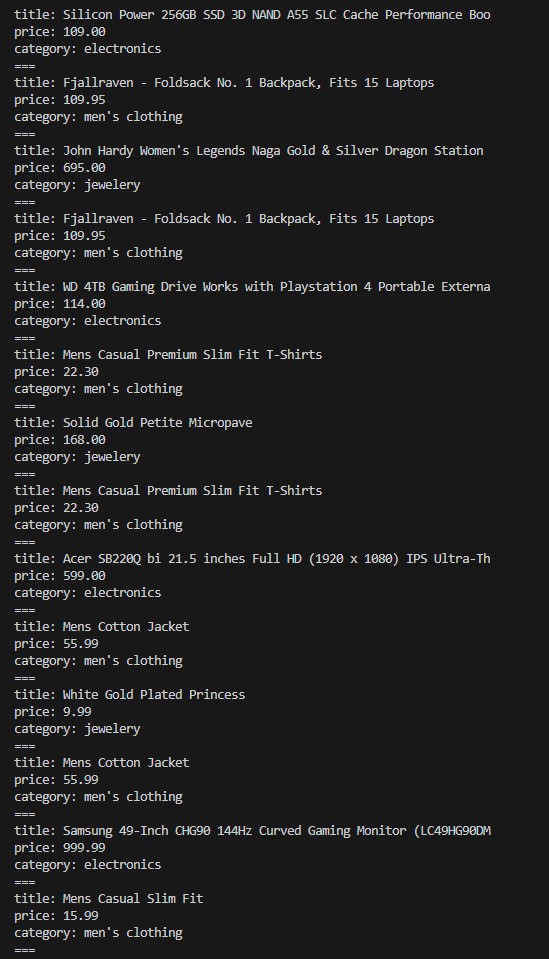 title: Silicon Power 256GB SSD 3D NAND A55 SLC Cache Performance Boo
price: 109.00
category: electronics
===
title: Fjallraven - Foldsack No. 1 Backpack, Fits 15 Laptops
price: 109.95
category: men's clothing
===
title: John Hardy Women's Legends Naga Gold & Silver Dragon Station
price: 695.00
category: jewelery
===
title: Fjallraven - Foldsack No. 1 Backpack, Fits 15 Laptops
price: 109.95
category: men's clothing
===
title: WD 4TB Gaming Drive Works with Playstation 4 Portable Externa
price: 114.00
category: electronics
===
title: Mens Casual Premium Slim Fit T-Shirts
price: 22.30
category: men's clothing
===
title: Solid Gold Petite Micropave
price: 168.00
category: jewelery
===
title: Mens Casual Premium Slim Fit T-Shirts
price: 22.30
category: men's clothing
===
title: Acer SB220Q bi 21.5 inches Full HD (1920 x 1080) IPS Ultra-Th
price: 599.00
category: electronics
===
title: Mens Cotton Jacket
price: 55.99
category: men's clothing
===
title: White Gold Plated Princess
price: 9.99
category: jewelery
===
title: Mens Cotton Jacket
price: 55.99
category: men's clothing
===
title: Samsung 49-Inch CHG90 144Hz Curved Gaming Monitor (LC49HG90DM
price: 999.99
category: electronics
===
title: Mens Casual Slim Fit
price: 15.99
category: men's clothing
===